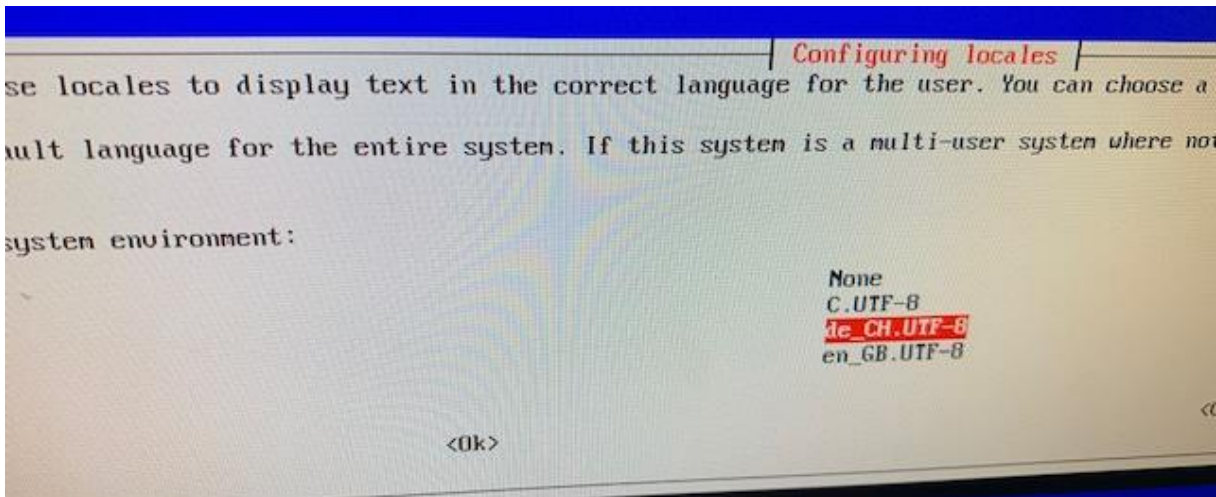 Configuring locales
se locales to display text in the correct language for the user. You can choose a
ult language for the entire system. If this system is a multi-user system where not
system environment:
None
C.UTF-8
de_CH.UTF-8
en_GB.UTF-8
<Ok>